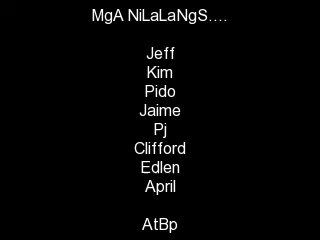 MgA NiLaLaNgS....
Jeff
Kim
Pido
Jaime
Pj
Clifford
Edlen
April
AtBp